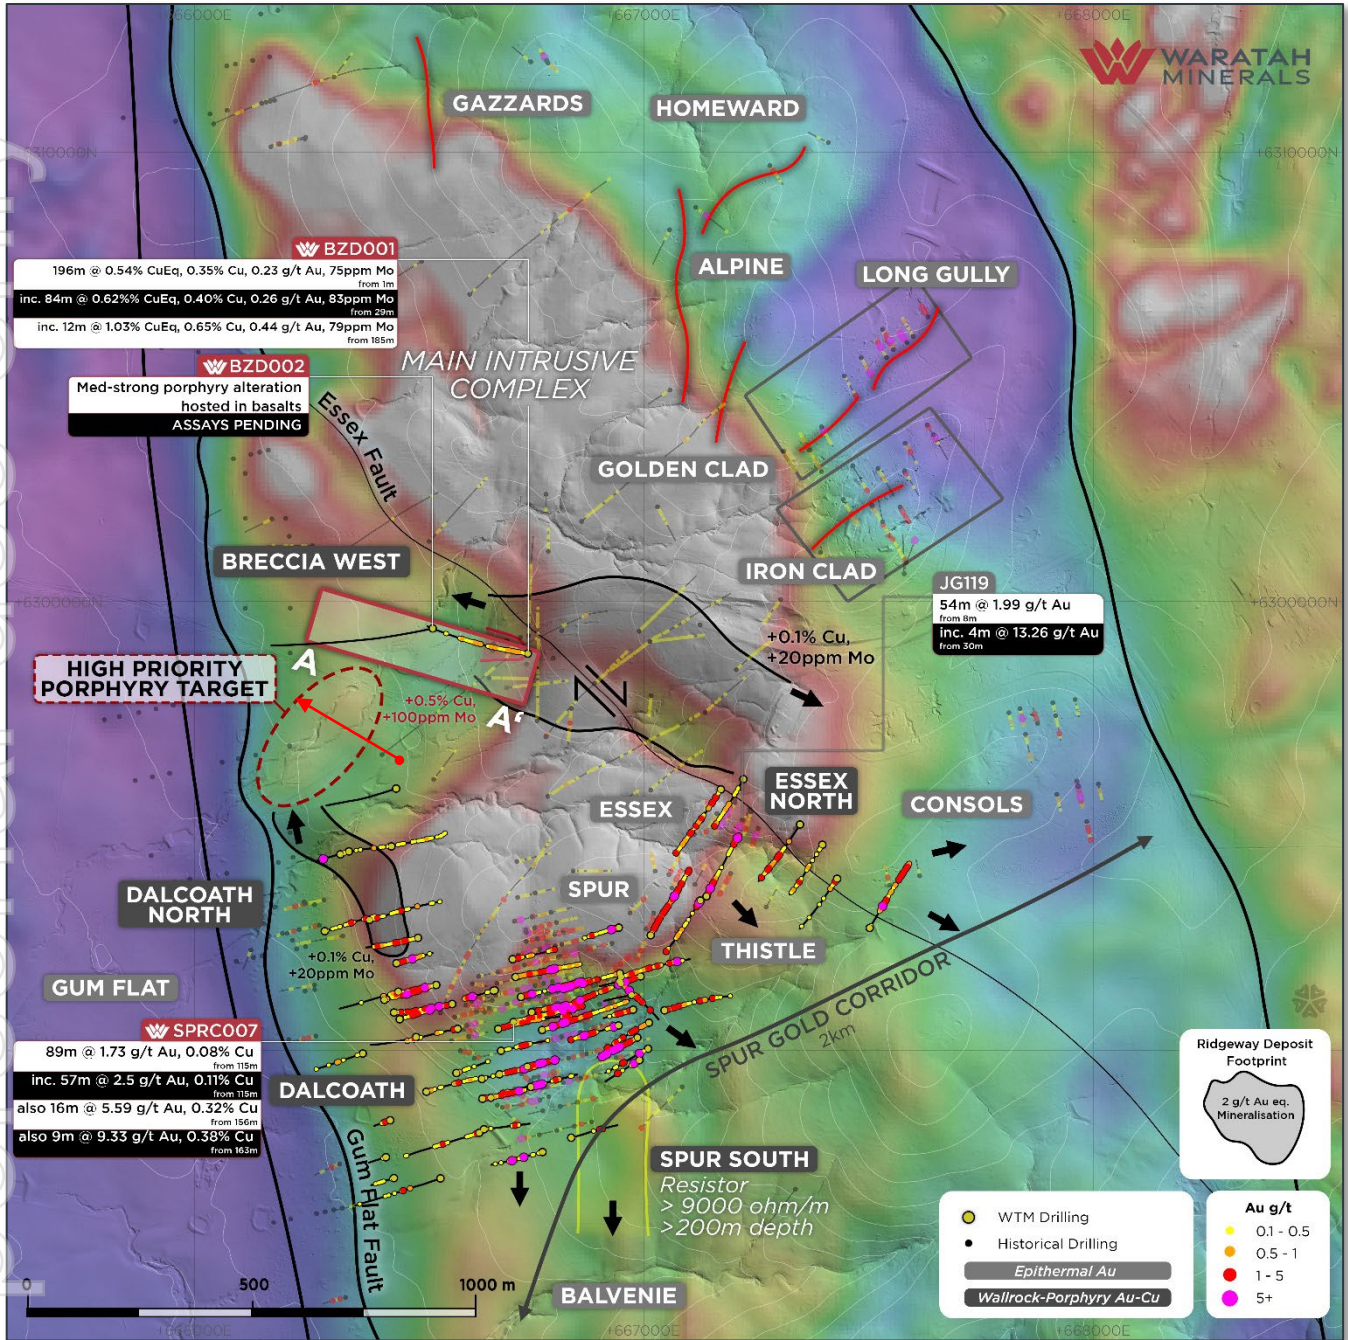 +666000E
+667000E
+668000E
WARATAH
MINERALS
GAZZARDS
HOMEWARD
+6310000N
+6310000N
BZD001
196m @ 0.54% CuEq, 0.35% Cu, 0.23 g/t Au, 75ppm Mo
from 1m
inc. 84m @ 0.62%% CuEq, 0.40% Cu, 0.26 g/t Au, 83ppm Mo
from 29m
inc. 12m @ 1.03% CuEq, 0.65% Cu, 0.44 g/t Au, 79ppm Mo
from 185m
ALPINE
LONG GULLY
BZD002
Med-strong porphyry alteration
hosted in basalts
ASSAYS PENDING
MAIN INTRUSIVE
COMPLEX
Essex Fault
GOLDEN CLAD
BRECCIA WEST
IRON CLAD
JG119
54m @ 1.99 g/t Au
from 8m
inc. 4m @ 13.26 g/t Au
from 30m
+6300000N
+6300000N
+0.1% Cu,
+20ppm Mo
A
HIGH PRIORITY
PORPHYRY TARGET
+0.5% Cu,
+100ppm Mo
A'
ESSEX
ESSEX
NORTH
CONSOLS
DALCOATH
NORTH
SPUR
THISTLE
+0.1% Cu,
+20ppm Mo
GUM FLAT
SPUR GOLD CORRIDOR
2km
SPRC007
89m @ 1.73 g/t Au, 0.08% Cu
from 115m
inc. 57m @ 2.5 g/t Au, 0.11% Cu
from 115m
also 16m @ 5.59 g/t Au, 0.32% Cu
from 156m
also 9m @ 9.33 g/t Au, 0.38% Cu
from 163m
DALCOATH
Ridgeway Deposit
Footprint
2 g/t Au eq.
Mineralisation
Gum Flat Fault
SPUR SOUTH
Resistor
> 9000 ohm/m
>200m depth
BALVENIE
WTM Drilling
Historical Drilling
Epithermal Au
Wallrock-Porphyry Au-Cu
Au g/t
0.1 - 0.5
0.5 - 1
1 - 5
5+
0
500
1000 m
+666000E
+667000E
+668000E